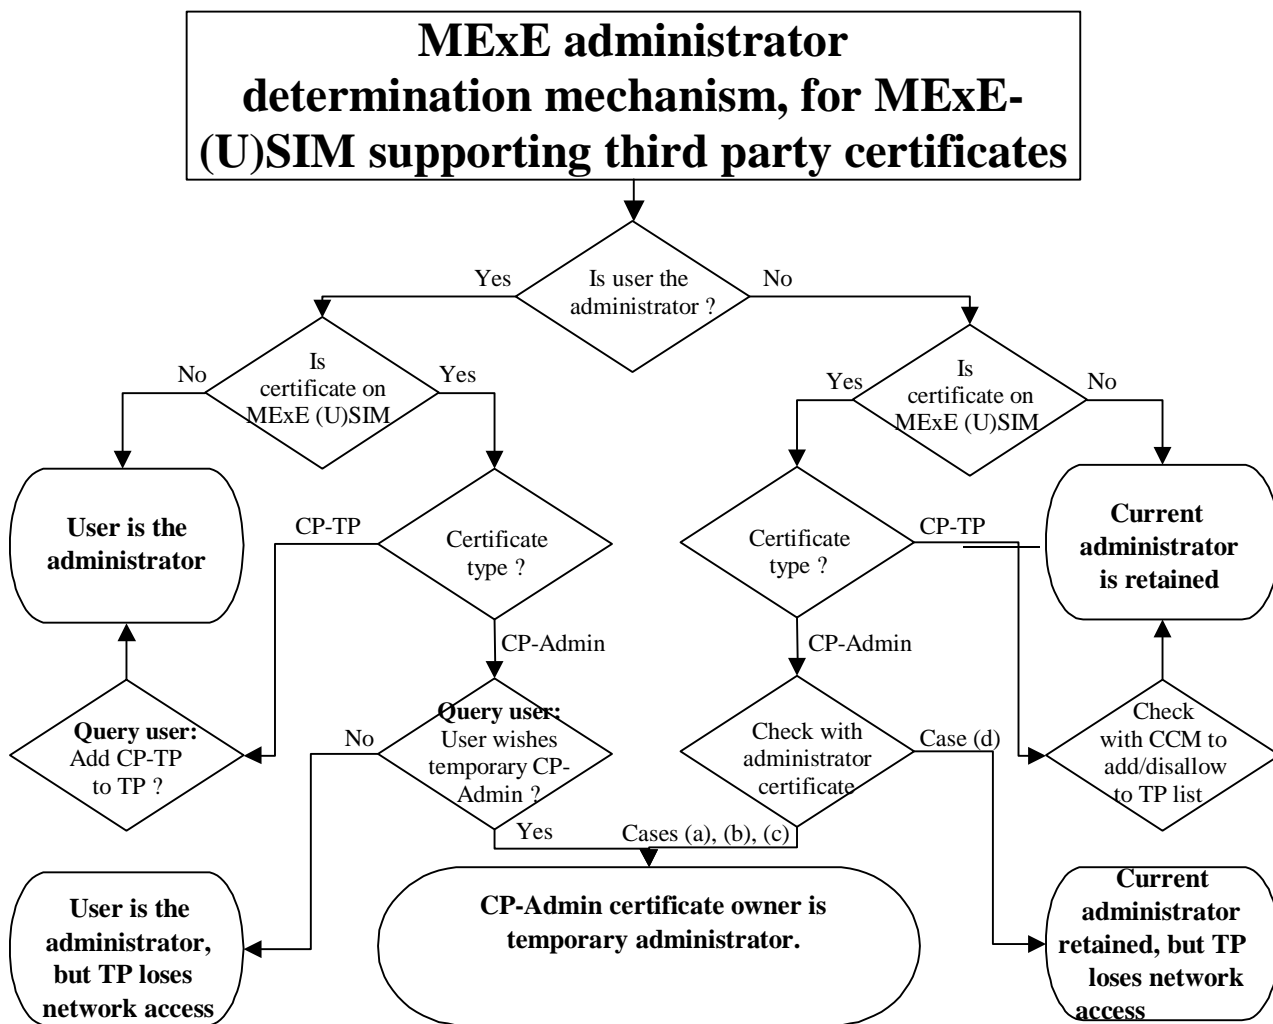 MExE administrator
determination mechanism, for MExE-
(U)SIM supporting third party certificates
Is user the
administrator ?
Yes
No
Is
certificate on
MExE (U)SIM
No
Yes
Is
certificate on
MExE (U)SIM
Yes
No
User is the
administrator
CP-TP
Certificate
type ?
CP-Admin
Certificate
type ?
CP-TP
CP-Admin
Current
administrator
is retained
Query user:
Add CP-TP
to TP ?
No
Query user:
User wishes
temporary CP-
Admin ?
Yes
Check with
administrator
certificate
Case (d)
Cases (a), (b), (c)
Check
with CCM to
add/disallow
to TP list
User is the
administrator,
but TP loses
network access
CP-Admin certificate owner is
temporary administrator.
Current
administrator
retained, but TP
loses network
access